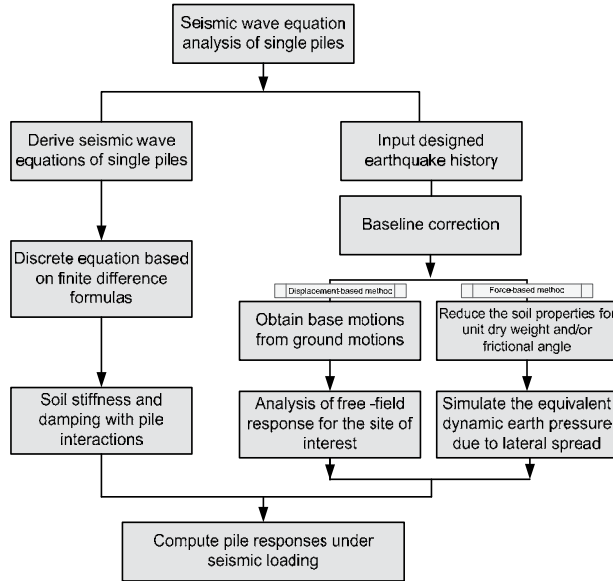 Seismic wave equation
analysis of single piles
Derive seismic wave
equations of single piles
Input designed
earthquake history
Baseline correction
Discrete equation based
on finite difference
formulas
Displacement-based method
Force-based method
Obtain base motions
from ground motions
Reduce the soil properties for
unit dry weight and/or
frictional angle
Soil stiffness and
damping with pile
interactions
Analysis of free -field
response for the site of
interest
Simulate the equivalent
dynamic earth pressure
due to lateral spread
Compute pile responses under
seismic loading